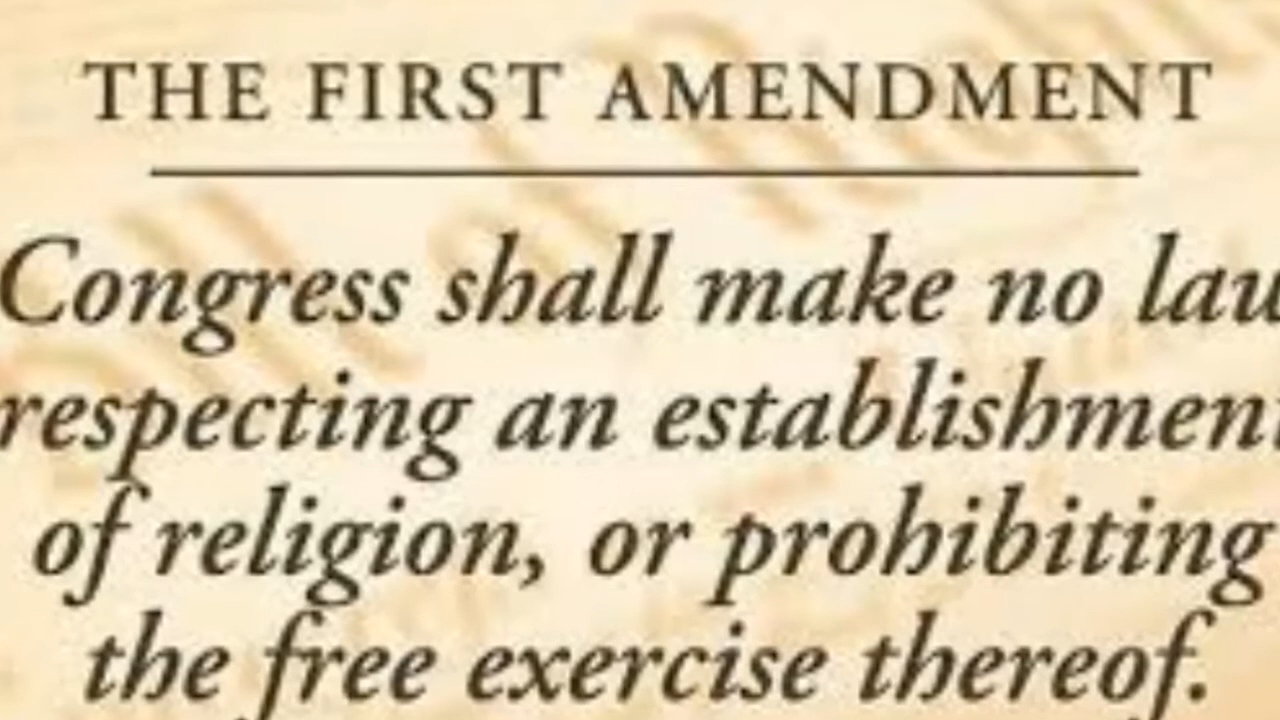 THE FIRST AMENDMENT
Congress shall make no law
respecting an establishment
of religion, or prohibiting
the free exercise thereof.